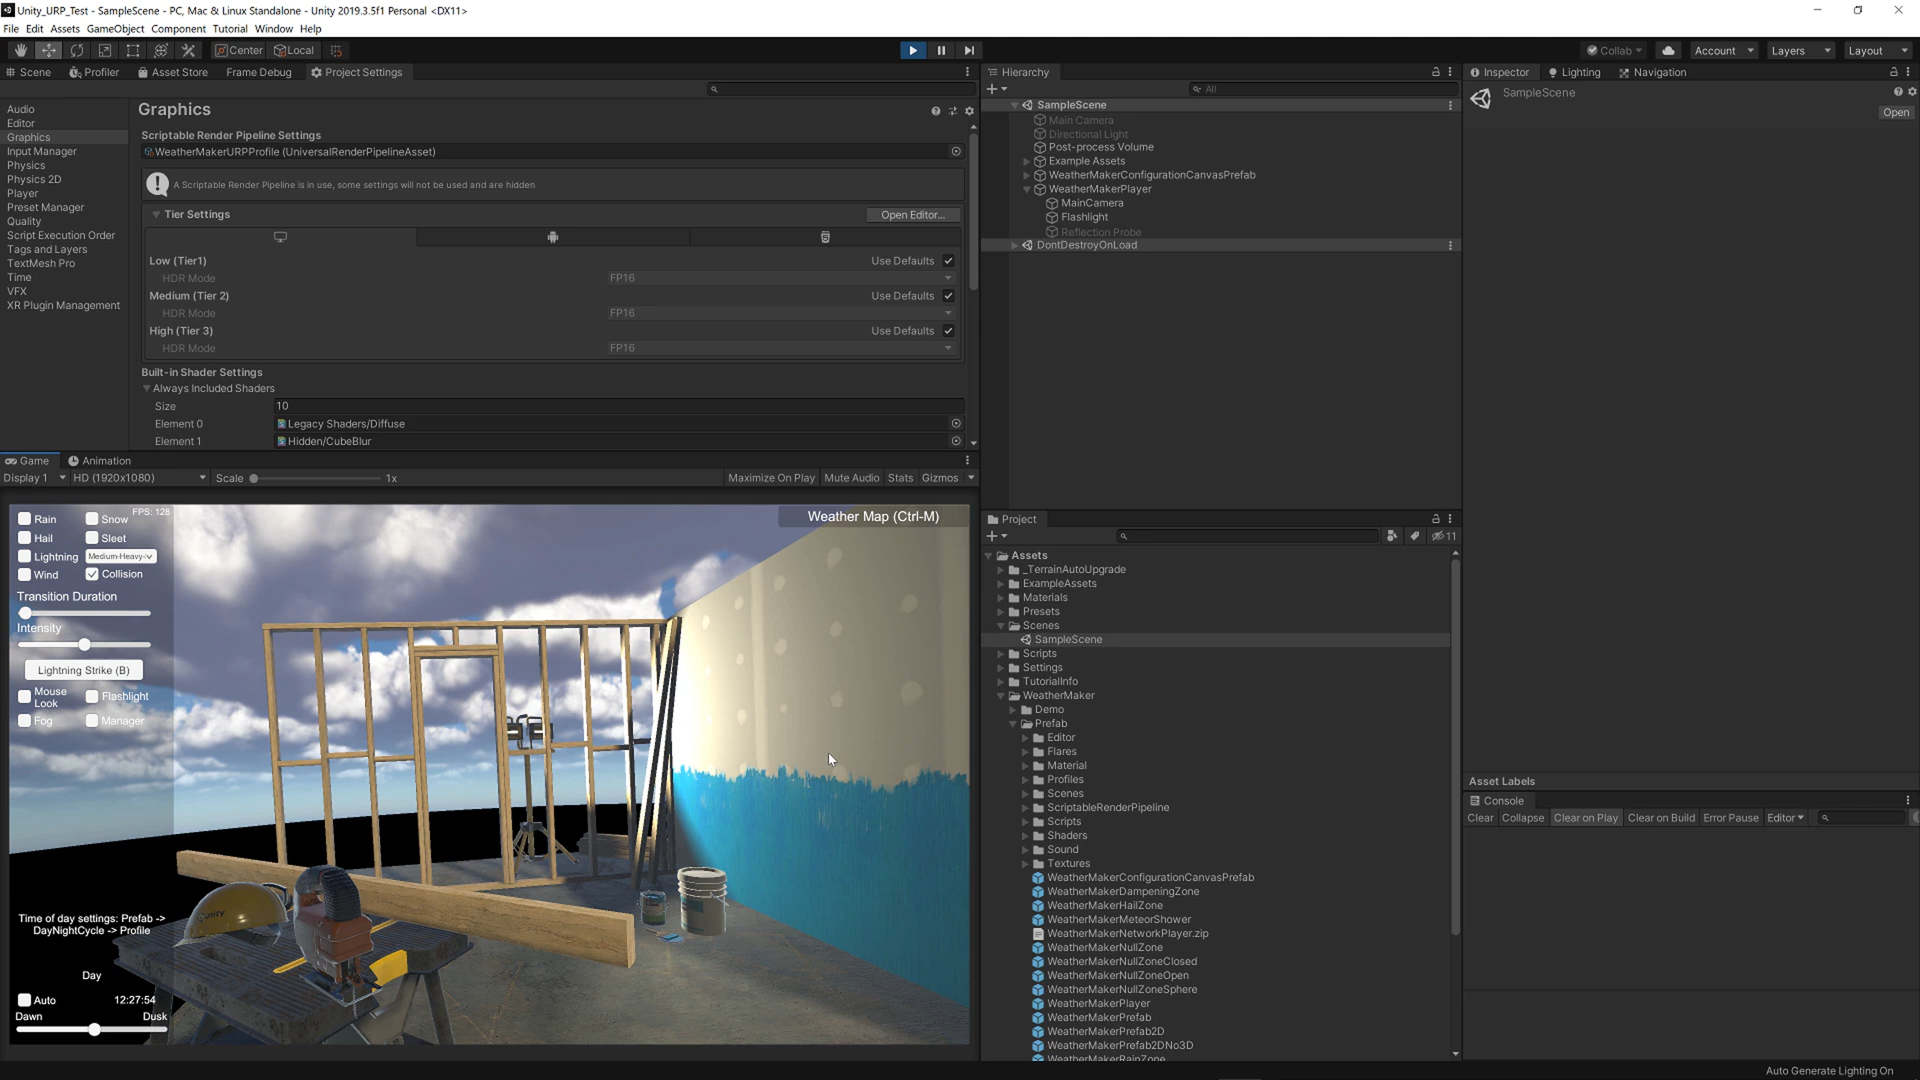 Unity_URP_Test - SampleScene - PC, Mac & Linux Standalone - Unity 2019.3.5f1 Personal <DX11>
File Edit Assets GameObject Component Tutorial Window Help
Center Local
Collab Account Layers Layout
Scene Profiler Asset Store Frame Debug Project Settings
Audio
Editor
Graphics
Input Manager
Physics
Physics 2D
Player
Preset Manager
Quality
Script Execution Order
Tags and Layers
TextMesh Pro
Time
VFX
XR Plugin Management
Graphics
Scriptable Render Pipeline Settings
WeatherMakerURPProfile (UniversalRenderPipelineAsset)
A Scriptable Render Pipeline is in use, some settings will not be used and are hidden
Tier Settings Open Editor...
Low (Tier1) Use Defaults
HDR Mode FP16
Medium (Tier 2) Use Defaults
HDR Mode FP16
High (Tier 3) Use Defaults
HDR Mode FP16
Built-in Shader Settings
Always Included Shaders
Size 10
Element 0 Legacy Shaders/Diffuse
Element 1 Hidden/CubeBlur
Game Animation
Display 1 HD (1920x1080) Scale 1x Maximize On Play Mute Audio Stats Gizmos
FPS: 128
Rain Snow
Hail Sleet
Lightning Medium-Heavy
Wind Collision
Transition Duration
Intensity
Lightning Strike (B)
Mouse Look Flashlight
Fog Manager
Weather Map (Ctrl-M)
unity
Time of day settings: Prefab ->
DayNightCycle -> Profile
Day
Auto 12:27:54
Dawn Dusk
Hierarchy
All
SampleScene
Main Camera
Directional Light
Post-process Volume
Example Assets
WeatherMakerConfigurationCanvasPrefab
WeatherMakerPlayer
MainCamera
Flashlight
Reflection Probe
DontDestroyOnLoad
Project
11
Assets
_TerrainAutoUpgrade
ExampleAssets
Materials
Presets
Scenes
SampleScene
Scripts
Settings
TutorialInfo
WeatherMaker
Demo
Prefab
Editor
Flares
Material
Profiles
Scenes
ScriptableRenderPipeline
Scripts
Shaders
Sound
Textures
WeatherMakerConfigurationCanvasPrefab
WeatherMakerDampeningZone
WeatherMakerHailZone
WeatherMakerMeteorShower
WeatherMakerNetworkPlayer.zip
WeatherMakerNullZone
WeatherMakerNullZoneClosed
WeatherMakerNullZoneOpen
WeatherMakerNullZoneSphere
WeatherMakerPlayer
WeatherMakerPrefab
WeatherMakerPrefab2D
WeatherMakerPrefab2DNo3D
WeatherMakerRainZone
Inspector Lighting Navigation
SampleScene
Open
Asset Labels
Console
Clear Collapse Clear on Play Clear on Build Error Pause Editor
Auto Generate Lighting On